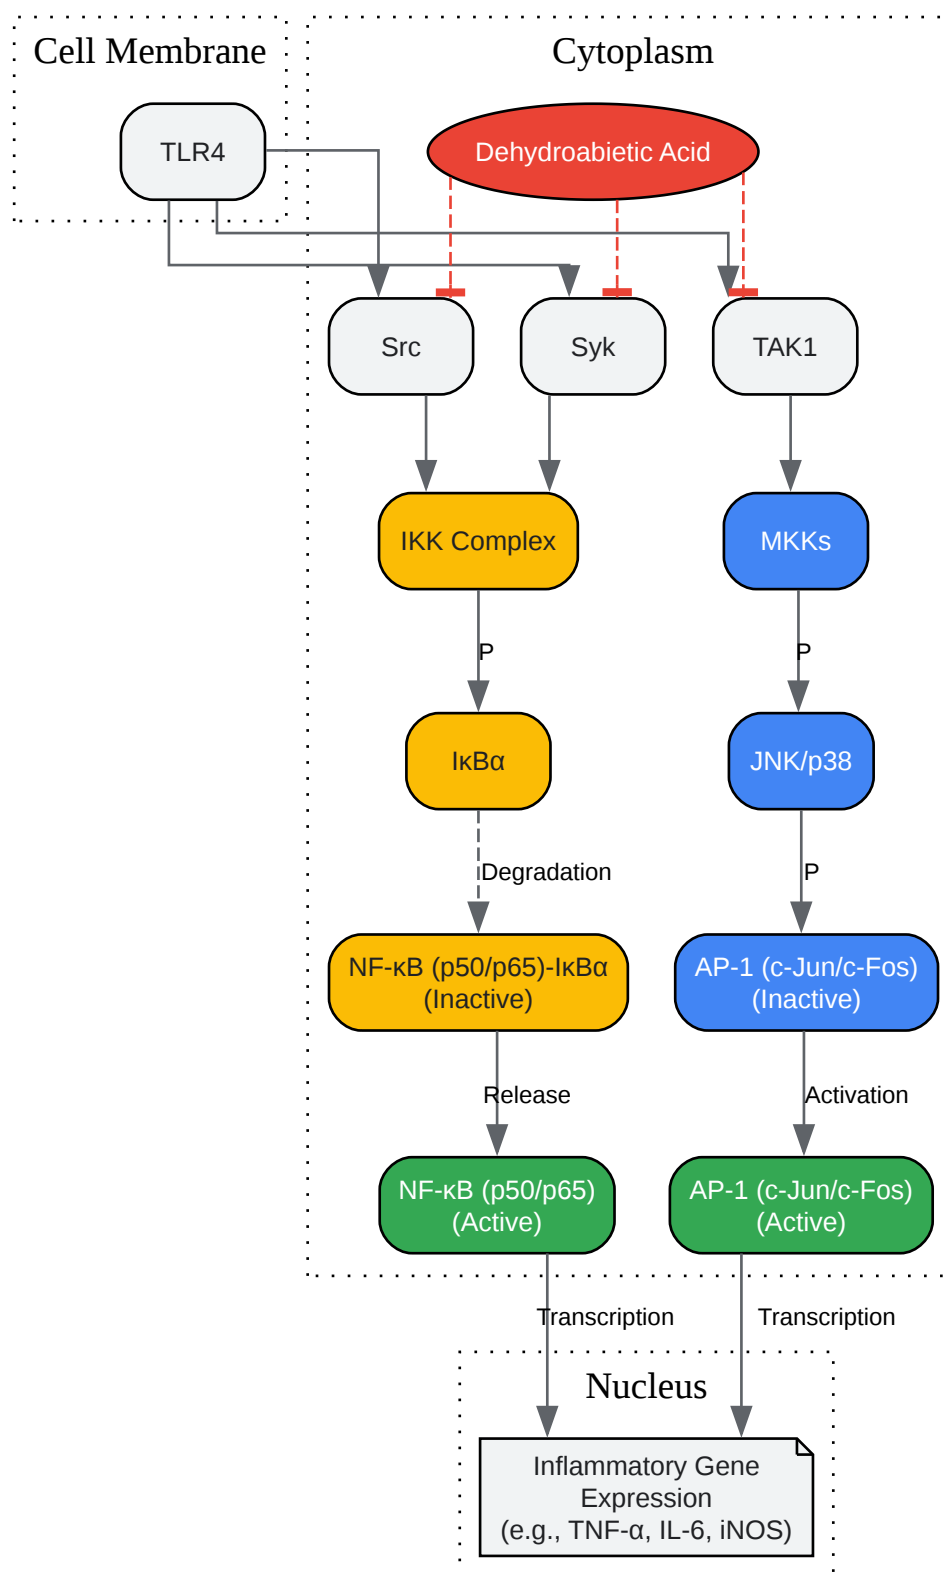 Cell Membrane
Cytoplasm
TLR4
Dehydroabietic Acid
Src
Syk
TAK1
IKK Complex
MKKs
P
P
IκBα
JNK/p38
Degradation
P
NF-κB (p50/p65)-IκBα
(Inactive)
AP-1 (c-Jun/c-Fos)
(Inactive)
Release
Activation
NF-κB (p50/p65)
(Active)
AP-1 (c-Jun/c-Fos)
(Active)
Transcription
Transcription
Nucleus
Inflammatory Gene
Expression
(e.g., TNF-α, IL-6, iNOS)